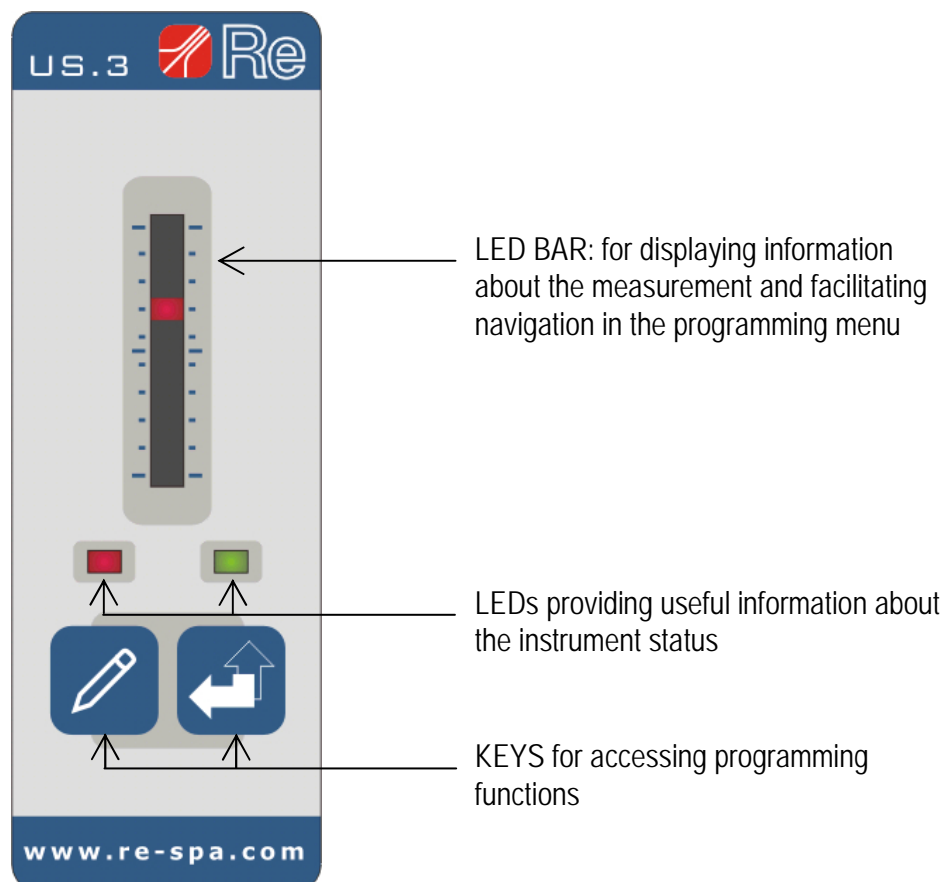 US.3 Re
LED BAR: for displaying information
about the measurement and facilitating
navigation in the programming menu
LEDs providing useful information about
the instrument status
KEYS for accessing programming
functions
www.re-spa.com